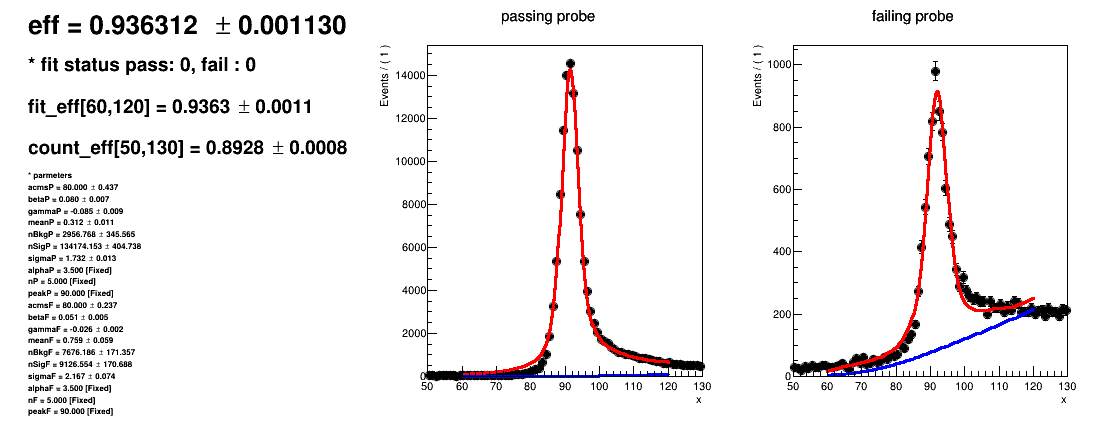 eff = 0.936312 ± 0.001130
* fit status pass: 0, fail : 0
fit_eff[60,120] = 0.9363 ± 0.0011
count_eff[50,130] = 0.8928 ± 0.0008
* parmeters
acmsP = 80.000 ± 0.437
betaP = 0.080 ± 0.007
gammaP = -0.085 ± 0.009
meanP = 0.312 ± 0.011
nBkgP = 2956.768 ± 345.565
nSigP = 134174.153 ± 404.738
sigmaP = 1.732 ± 0.013
alphaP = 3.500 [Fixed]
nP = 5.000 [Fixed]
peakP = 90.000 [Fixed]
acmsF = 80.000 ± 0.237
betaF = 0.051 ± 0.005
gammaF = -0.026 ± 0.002
meanF = 0.759 ± 0.059
nBkgF = 7676.186 ± 171.357
nSigF = 9126.554 ± 170.688
sigmaF = 2.167 ± 0.074
alphaF = 3.500 [Fixed]
nF = 5.000 [Fixed]
peakF = 90.000 [Fixed]
passing probe
Events / ( 1 )
14000
12000
10000
8000
6000
4000
2000
0
50 60 70 80 90 100 110 120 130
x
failing probe
Events / ( 1 )
1000
800
600
400
200
0
50 60 70 80 90 100 110 120 130
x